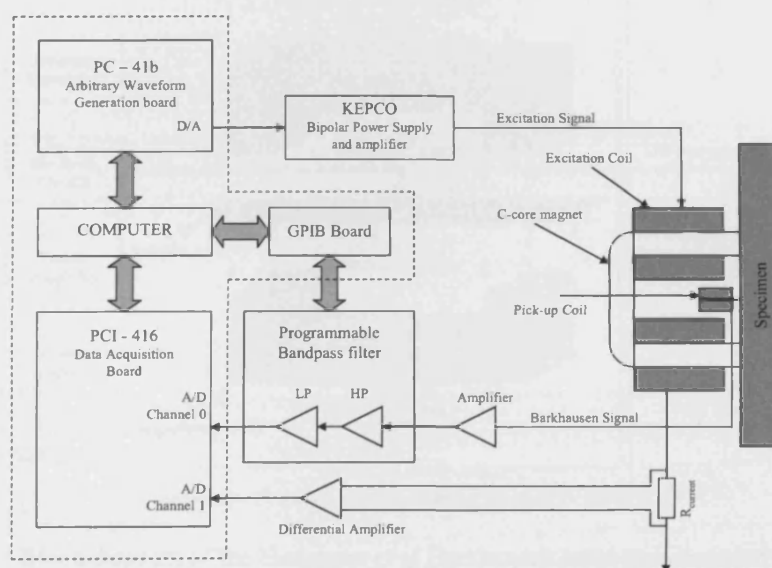 PC – 41b
Arbitrary Waveform
Generation board
D/A
KEPCO
Bipolar Power Supply
and amplifier
Excitation Signal
Excitation Coil
C-core magnet
COMPUTER
GPIB Board
Pick-up Coil
Specimen
PCI - 416
Data Acquisition
Board
Programmable
Bandpass filter
A/D
Channel 0
LP
HP
Amplifier
Barkhausen Signal
A/D
Channel 1
Differential Amplifier
Rcurrent